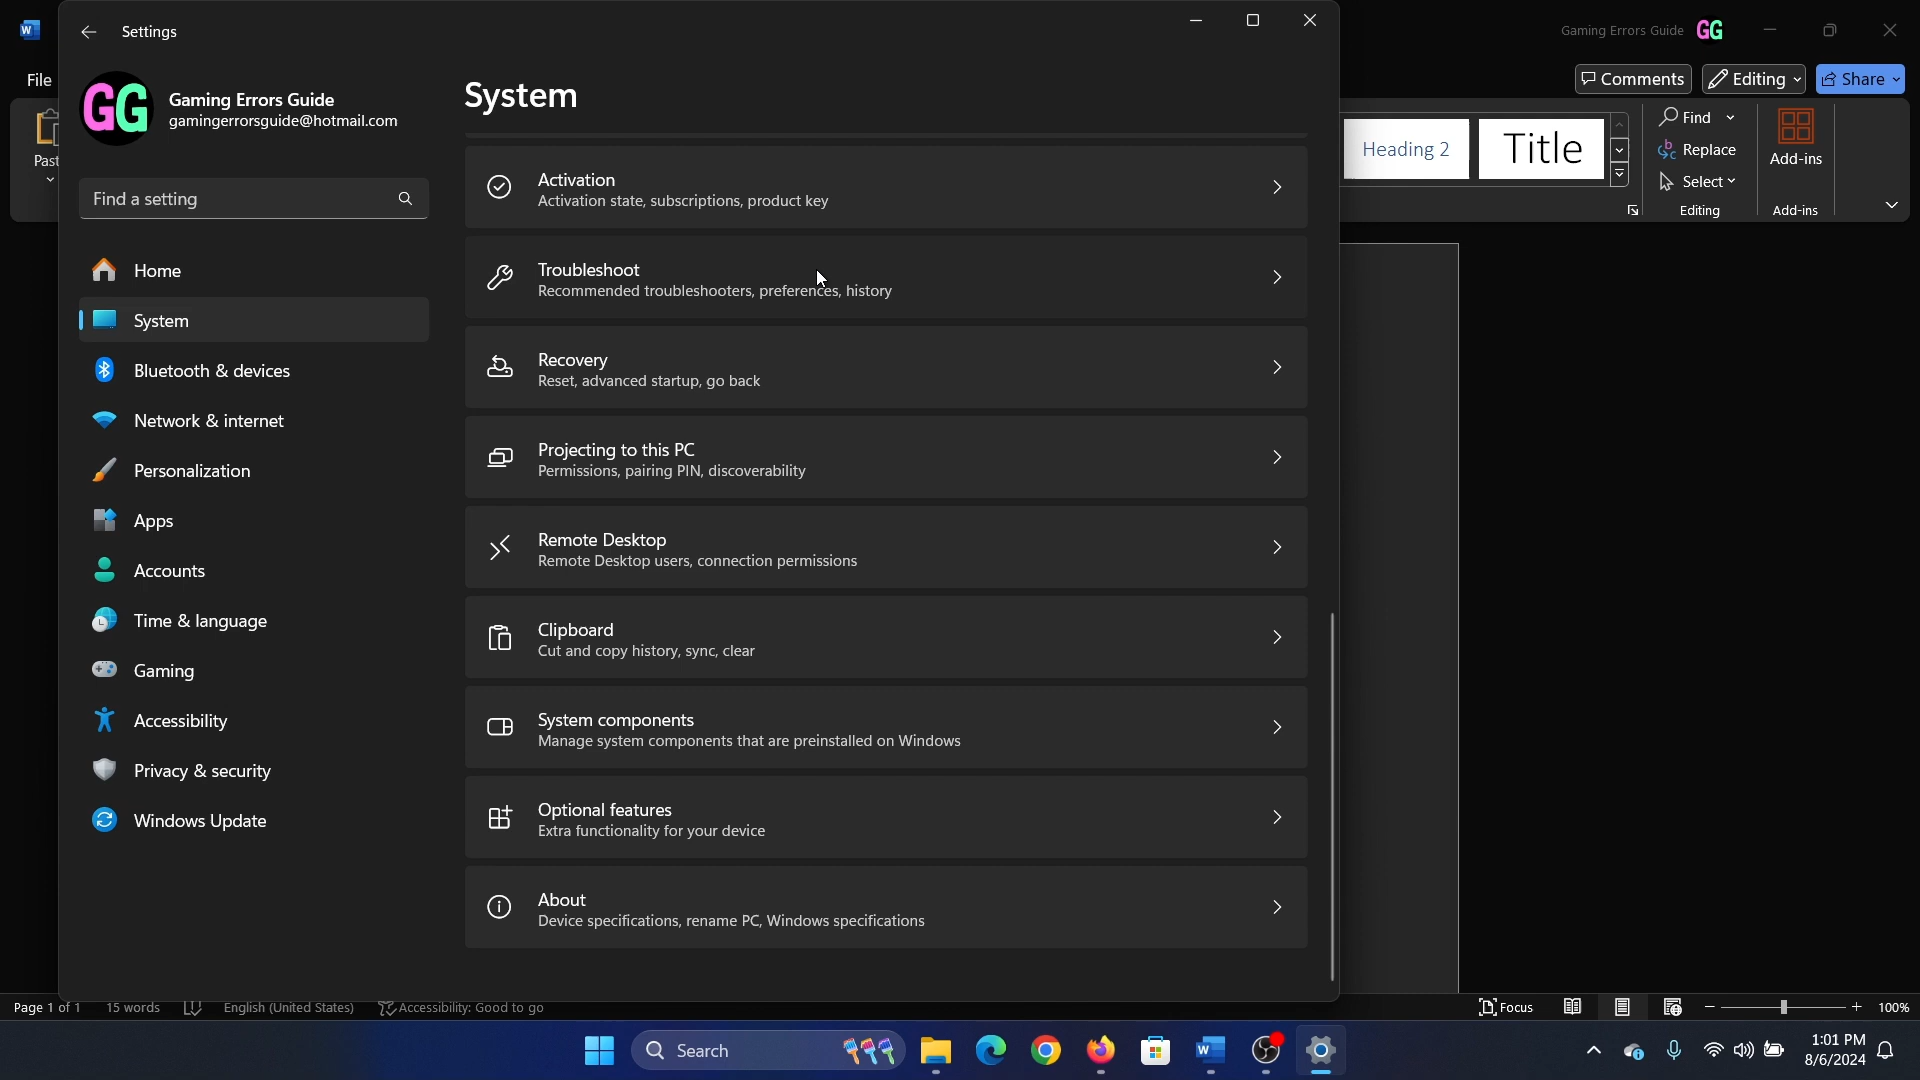 Settings
GG
Gaming Errors Guide
gamingerrorsguide@hotmail.com
Find a setting
Home
System
Bluetooth & devices
Network & internet
Personalization
Apps
Accounts
Time & language
Gaming
Accessibility
Privacy & security
Windows Update
System
Activation
Activation state, subscriptions, product key
Troubleshoot
Recommended troubleshooters, preferences, history
Recovery
Reset, advanced startup, go back
Projecting to this PC
Permissions, pairing PIN, discoverability
Remote Desktop
Remote Desktop users, connection permissions
Clipboard
Cut and copy history, sync, clear
System components
Manage system components that are preinstalled on Windows
Optional features
Extra functionality for your device
About
Device specifications, rename PC, Windows specifications
W
File
Past
Gaming Errors Guide GG
Comments Editing Share
Heading 2 Title
Find
Replace
Select
Editing
Add-ins
Add-ins
Page 1 of 1 15 words English (United States) Accessibility: Good to go
Focus 100%
Search
W
1:01 PM
8/6/2024